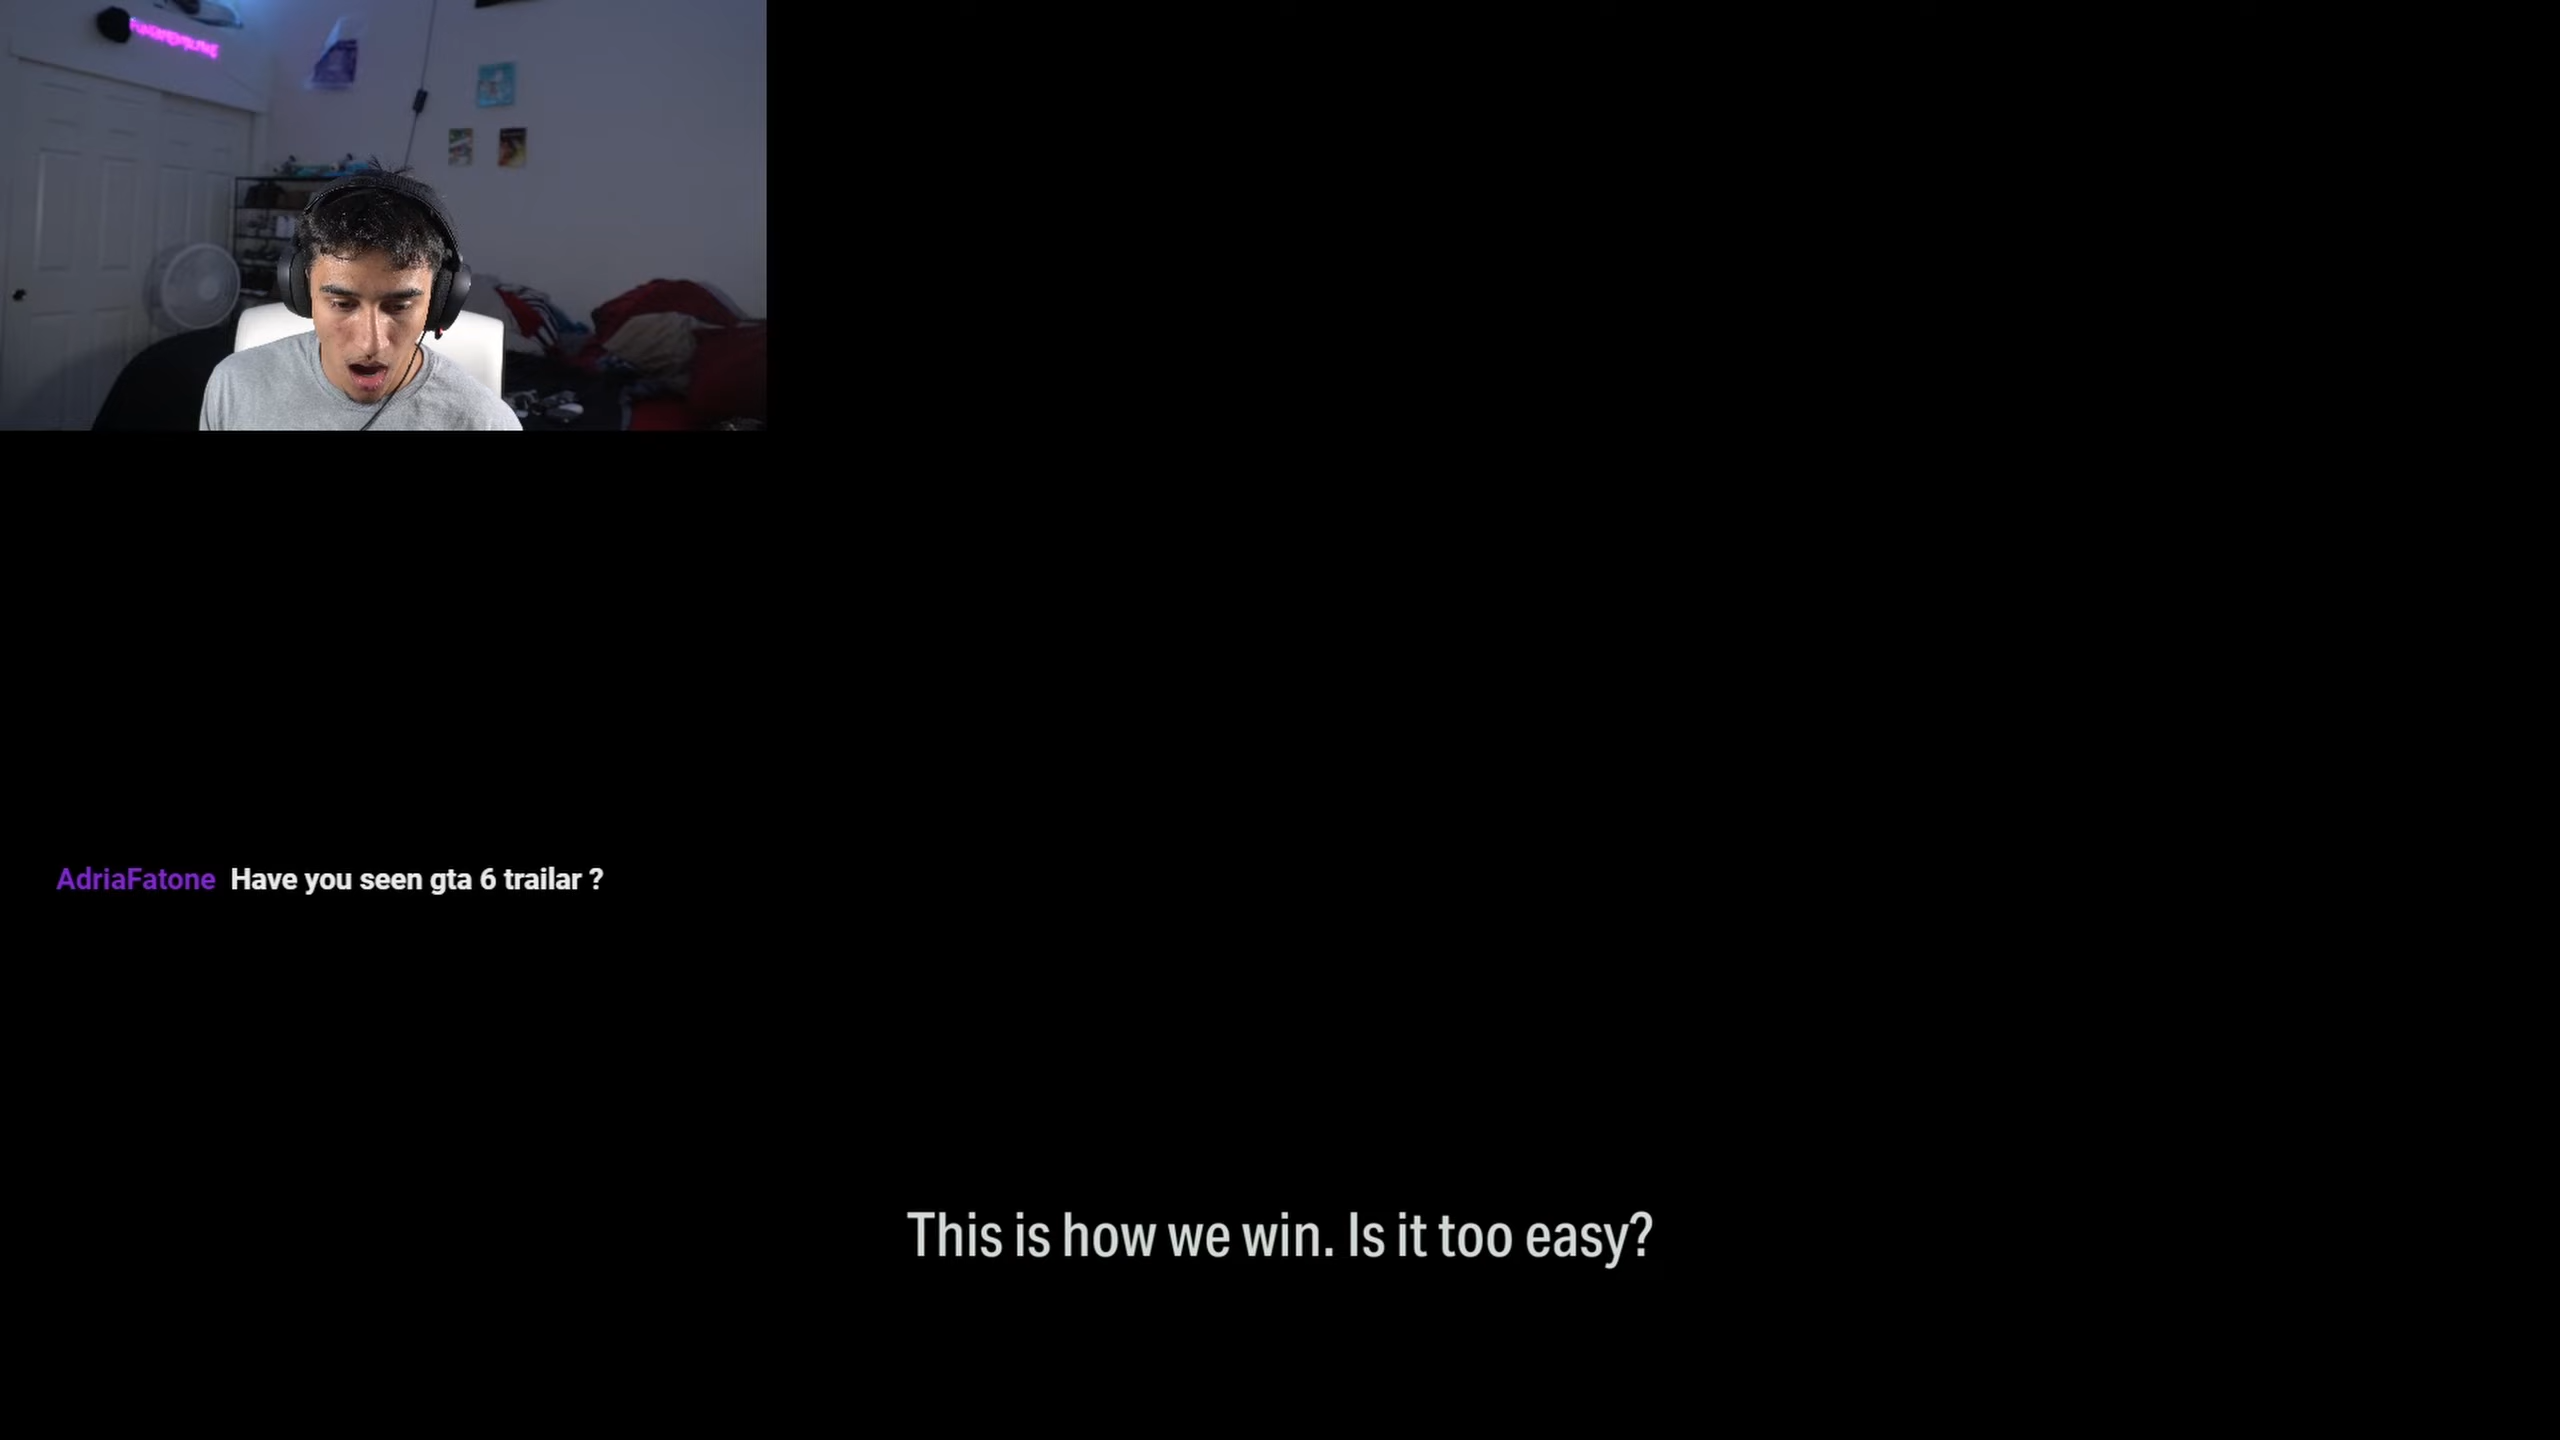 AdriaFatone Have you seen gta 6 trailar ?
This is how we win. Is it too easy?